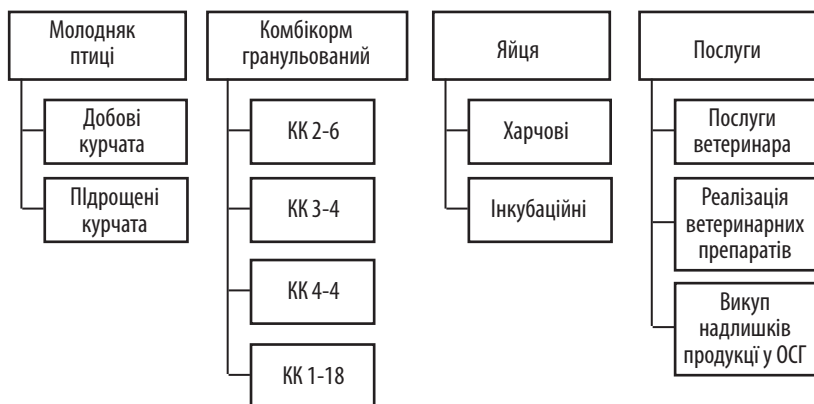 Молодняк
птиці
Добові
курчата
ПІдрощені
курчата
Комбікорм
гранульований
КК 2-6
КК 3-4
КК 4-4
КК 1-18
Яйця
Харчові
Інкубаційні
Послуги
Послуги
ветеринара
Реалізація
ветеринарних
препаратів
Викуп
надлишків
продукцї у ОСГ